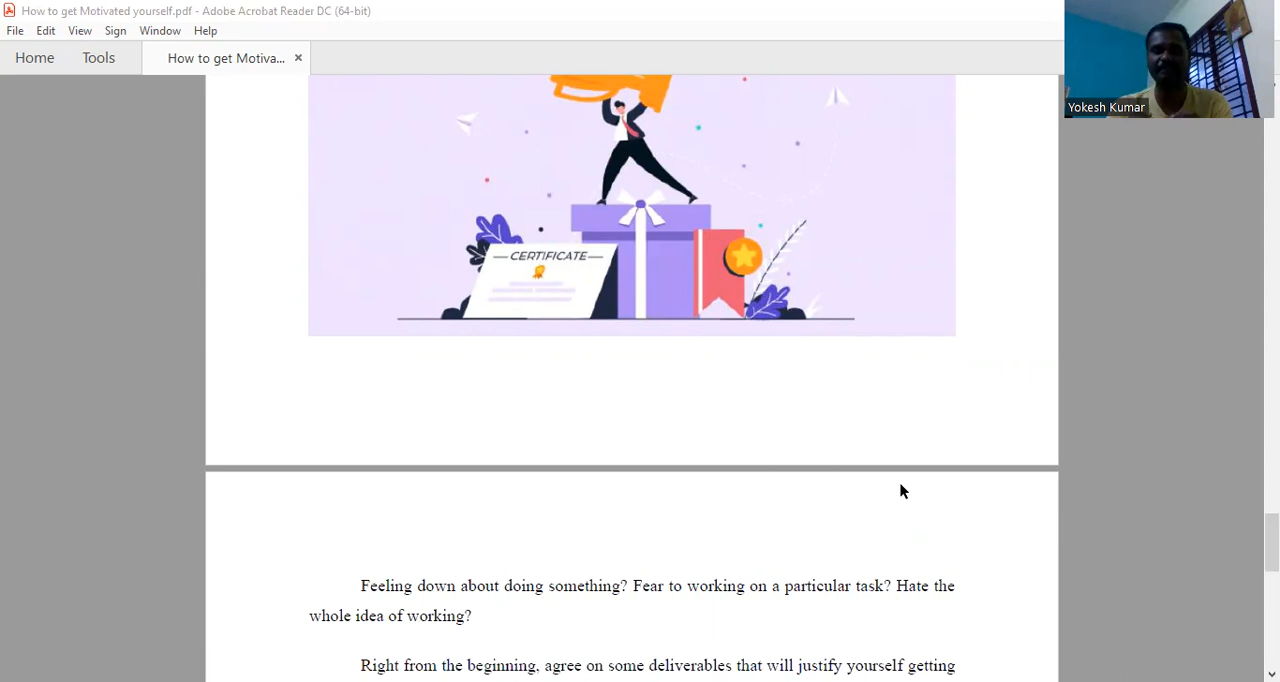 How to get Motivated yourself.pdf - Adobe Acrobat Reader DC (64-bit)
File Edit View Sign Window Help
Home Tools How to get Motiva... ×
Yokesh Kumar
CERTIFICATE
Feeling down about doing something? Fear to working on a particular task? Hate the
whole idea of working?
Right from the beginning, agree on some deliverables that will justify yourself getting